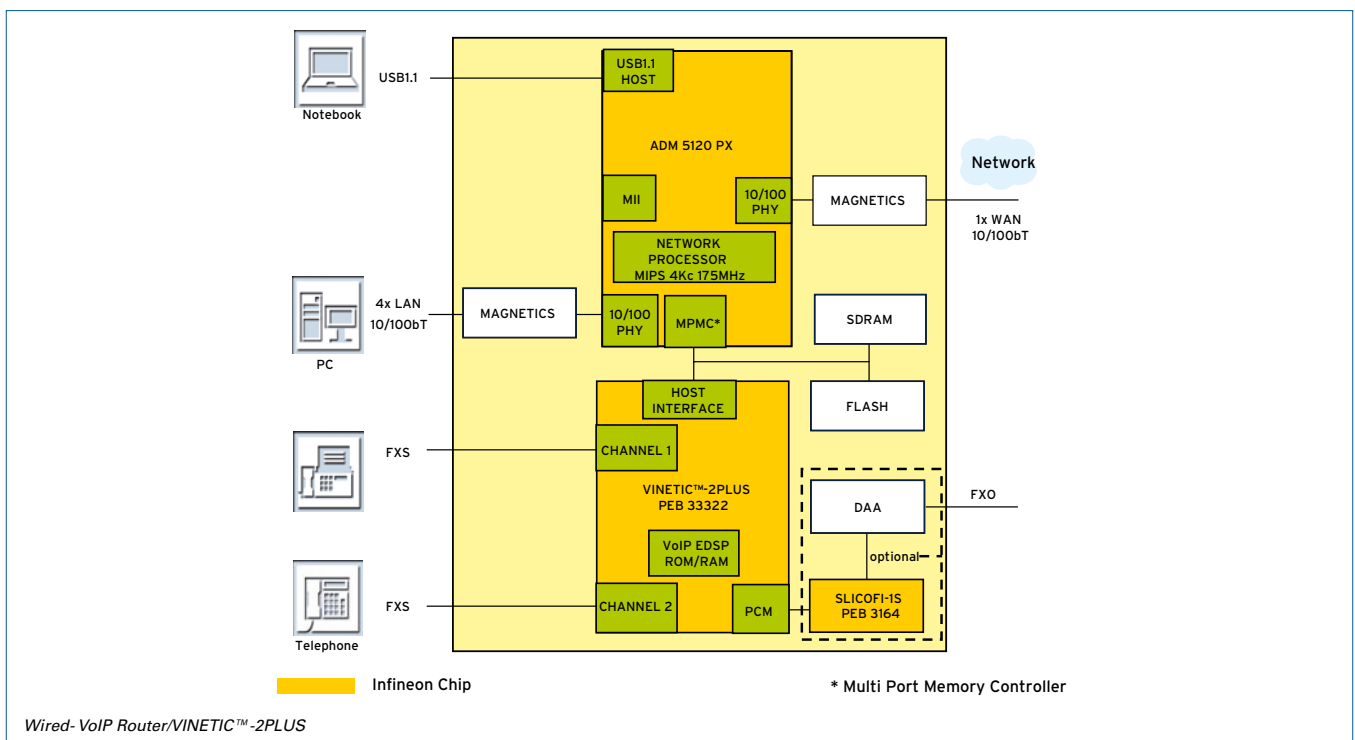 USB1.1
HOST
USB1.1
Notebook
ADM 5120 PX
Network
MII
10/100
PHY
MAGNETICS
1x WAN
10/100bT
NETWORK
PROCESSOR
MIPS 4Kc 175MHz
4x LAN
10/100bT
MAGNETICS
10/100
PHY
MPMC*
SDRAM
PC
HOST
INTERFACE
FLASH
FXS
CHANNEL 1
VINETIC™-2PLUS
PEB 33322
DAA
FXO
VoIP EDSP
ROM/RAM
optional
FXS
CHANNEL 2
PCM
SLICOFI-1S
PEB 3164
Telephone
Infineon Chip
* Multi Port Memory Controller
Wired- VoIP Router/VINETIC™-2PLUS